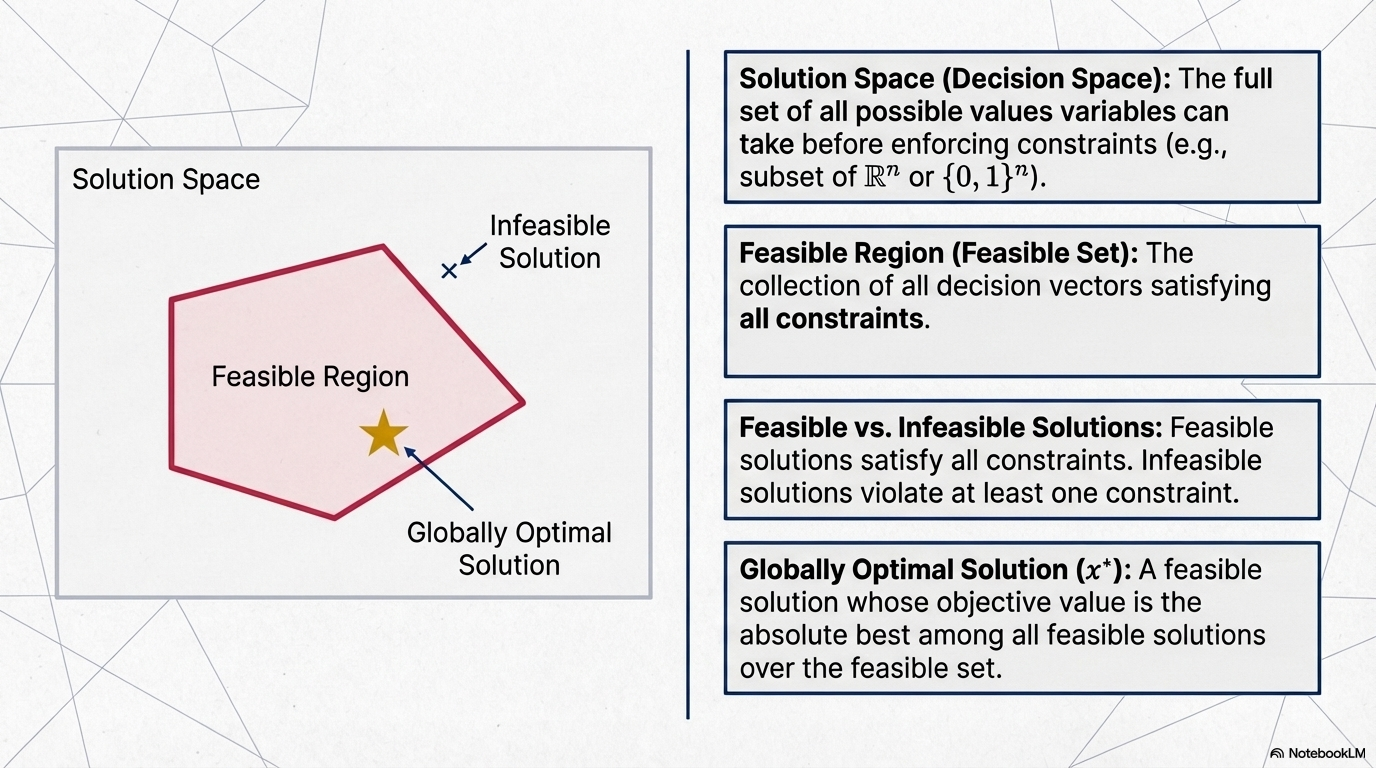 Solution Space
Infeasible
Solution
Feasible Region
Globally Optimal
Solution
Solution Space (Decision Space): The full
set of all possible values variables can
take before enforcing constraints (e.g.,
subset of ℝⁿ or {0, 1}ⁿ).
Feasible Region (Feasible Set): The
collection of all decision vectors satisfying
all constraints.
Feasible vs. Infeasible Solutions: Feasible
solutions satisfy all constraints. Infeasible
solutions violate at least one constraint.
Globally Optimal Solution (x*): A feasible
solution whose objective value is the
absolute best among all feasible solutions
over the feasible set.
NotebookLM